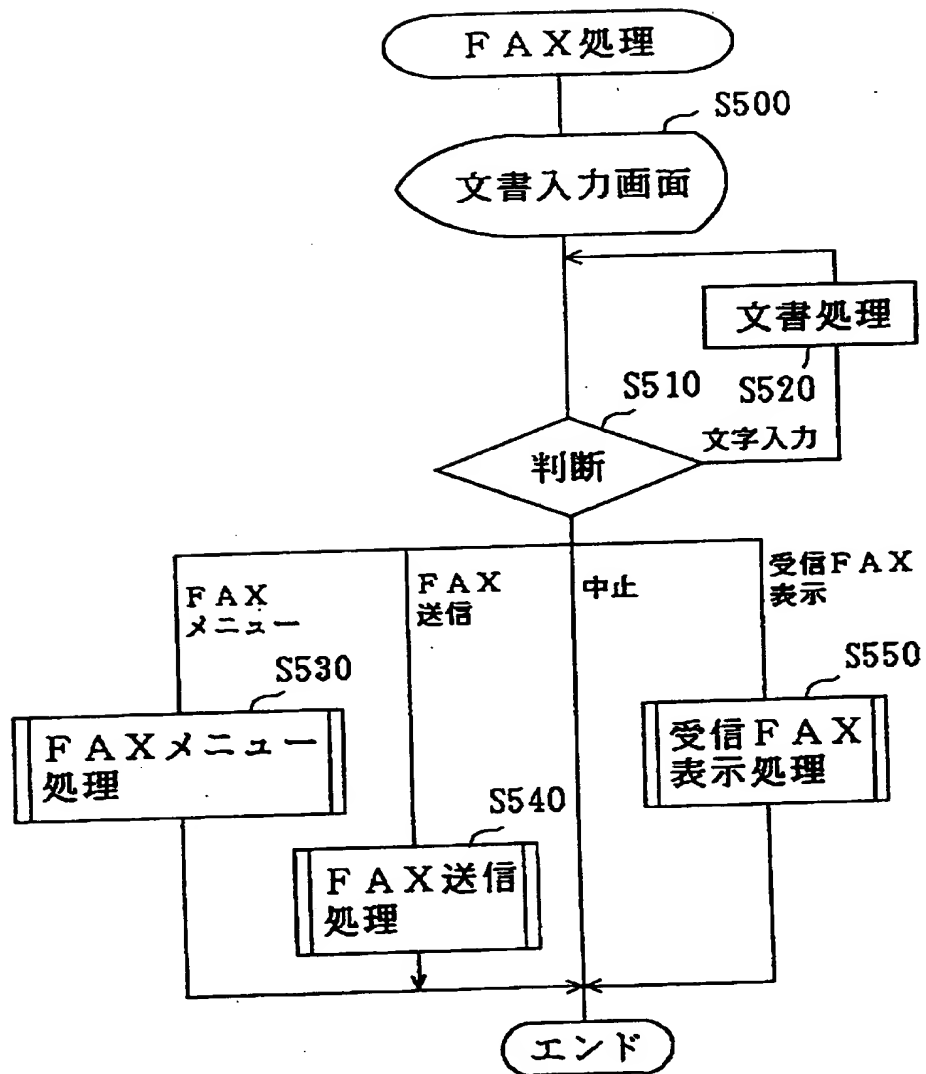 ＦＡＸ処理
S500
文書入力画面
文書処理
S520
S510
文字入力
判断
ＦＡＸ
メニュー
ＦＡＸ
送信
中止
受信ＦＡＸ
表示
S530
ＦＡＸメニュー
処理
S540
ＦＡＸ送信
処理
S550
受信ＦＡＸ
表示処理
エンド